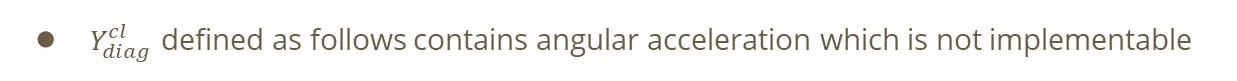 ● $Y_{diag}^{cl}$ defined as follows contains angular acceleration which is not implementable